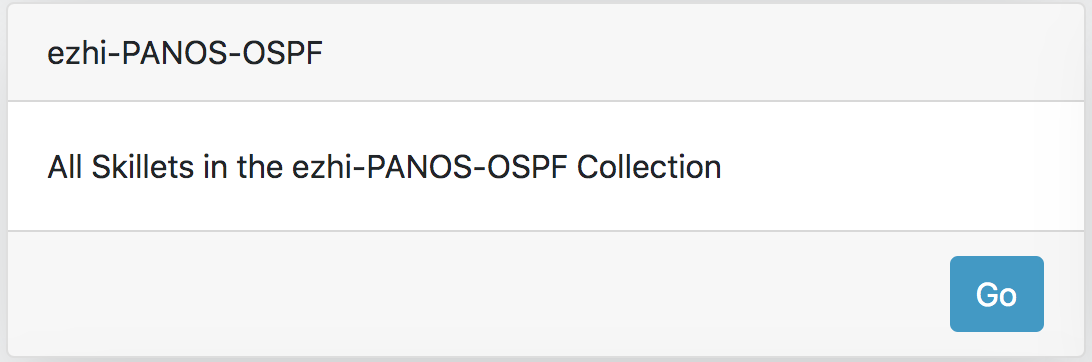 ezhi-PANOS-OSPF
All Skillets in the ezhi-PANOS-OSPF Collection
Go